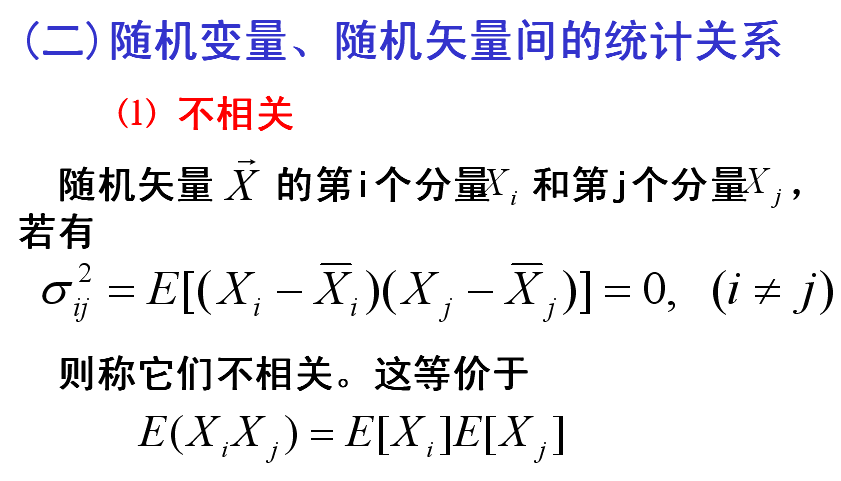 (二)随机变量、随机矢量间的统计关系
(1) 不相关
随机矢量 $\vec{X}$ 的第i个分量 $X_i$ 和第j个分量 $X_j$ ，
若有
$\sigma_{ij}^{2} = E[(X_i - \overline{X}_i)(X_j - \overline{X}_j)] = 0, \quad (i \neq j)$
则称它们不相关。这等价于
$E(X_i X_j) = E[X_i]E[X_j]$